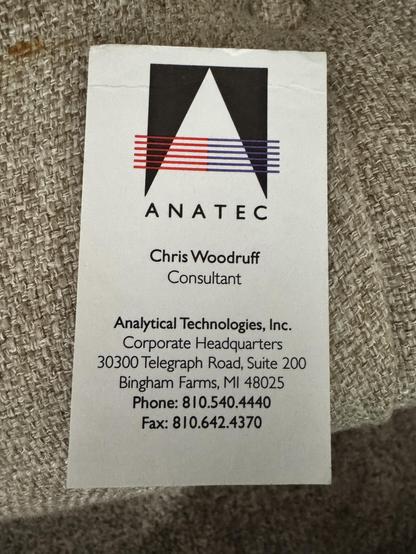 ANATEC
Chris Woodruff
Consultant
Analytical Technologies, Inc.
Corporate Headquarters
30300 Telegraph Road, Suite 200
Bingham Farms, MI 48025
Phone: 810.540.4440
Fax: 810.642.4370